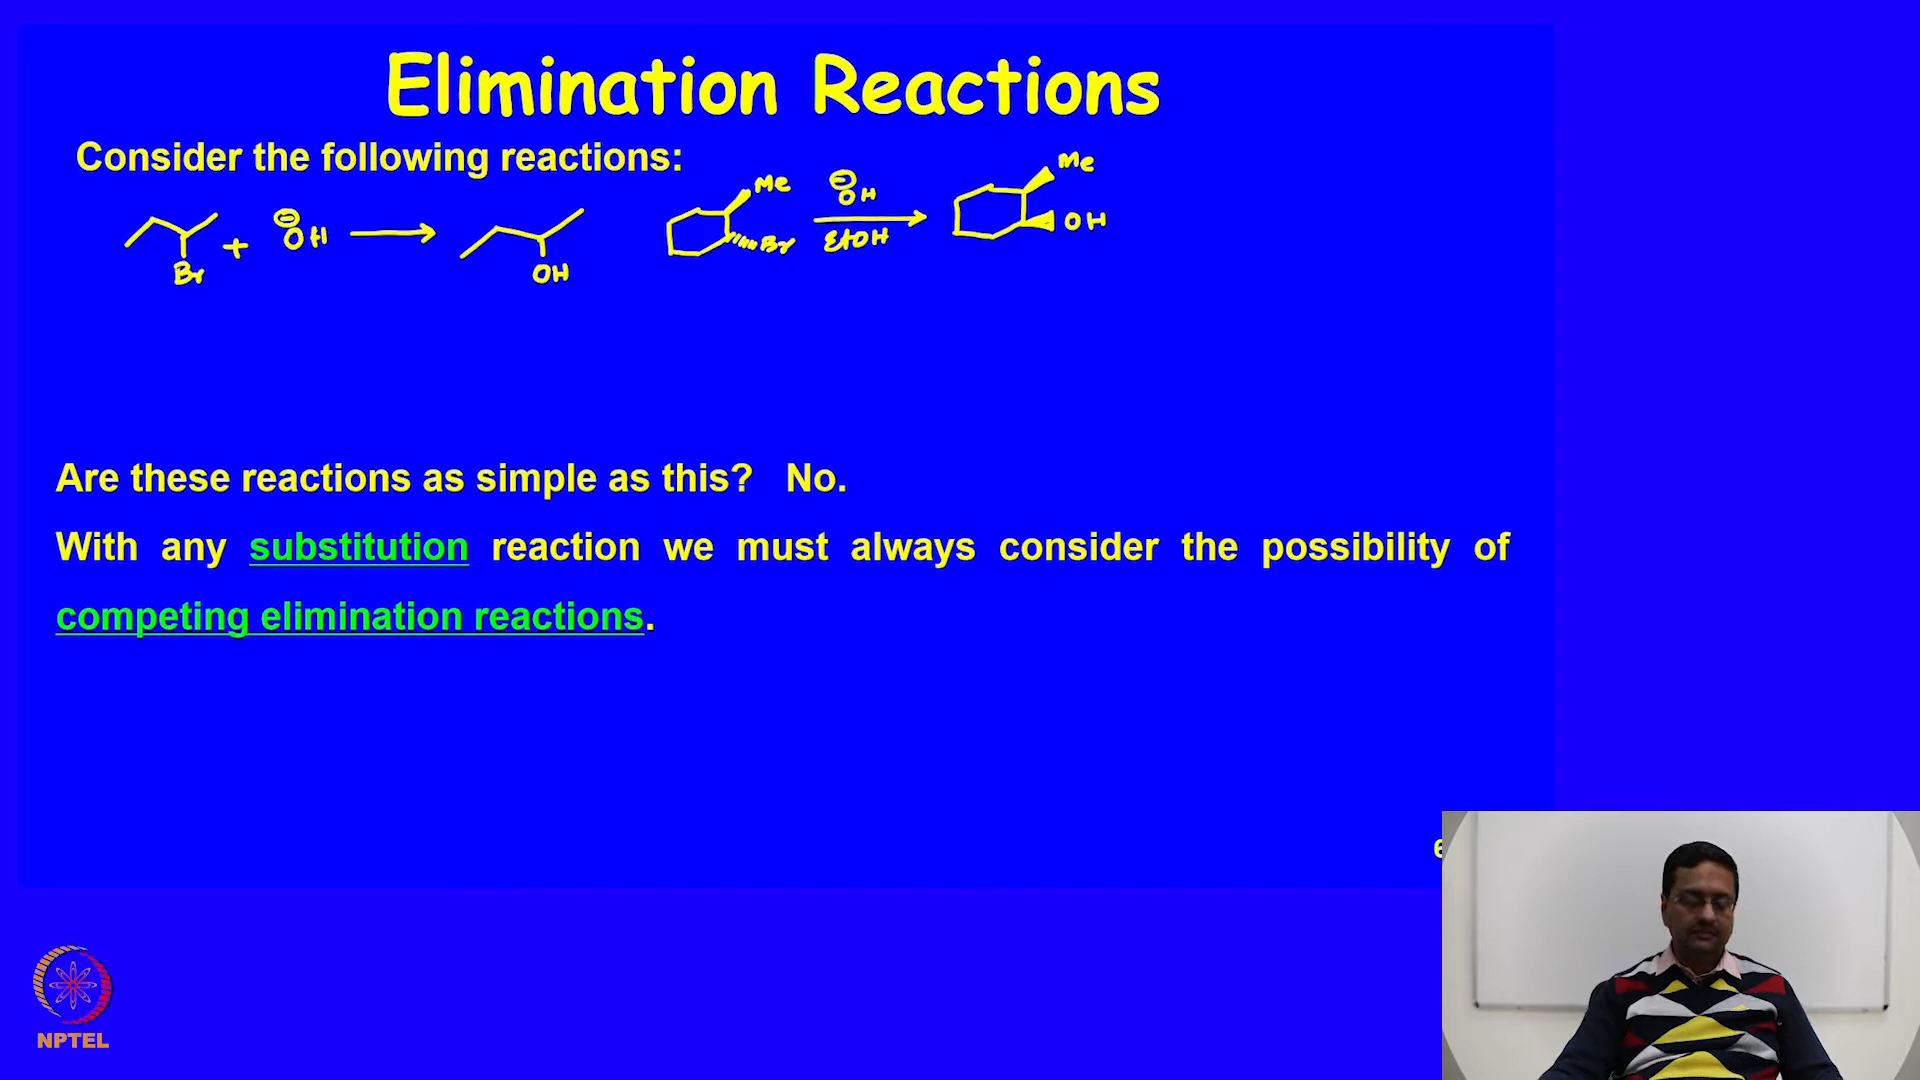 Elimination Reactions
Consider the following reactions:
Br + ⊖OH → OH
Me Br ⊖OH EtOH → Me OH
Are these reactions as simple as this? No.
With any substitution reaction we must always consider the possibility of
competing elimination reactions.
NPTEL